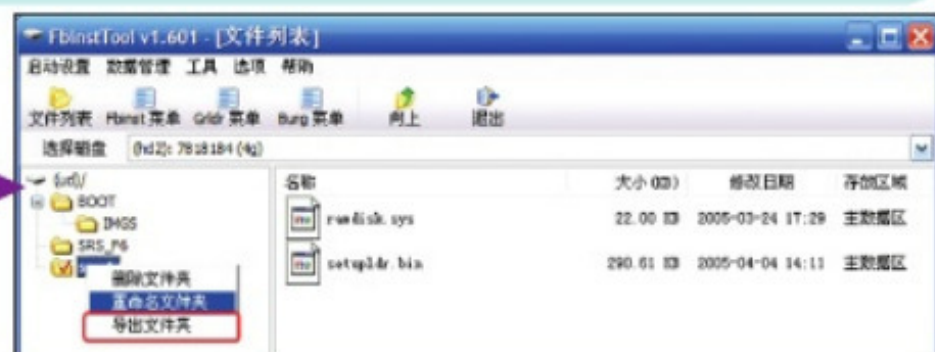 FbinstTool v1.601 - [文件列表]
启动设置 数据管理 工具 选项 帮助
文件列表 Fbinst 菜单 Grldr 菜单 Burg 菜单 向上 退出
选择磁盘 (hd2): 7818184 (4g)
(ud)/
BOOT
IMGS
SRS_F6
名称 大小(KB) 修改日期 存储区域
ramdisk.sys 22.00 KB 2005-03-24 17:29 主数据区
setupldr.bin 290.61 KB 2005-04-04 14:11 主数据区
删除文件夹
重命名文件夹
导出文件夹